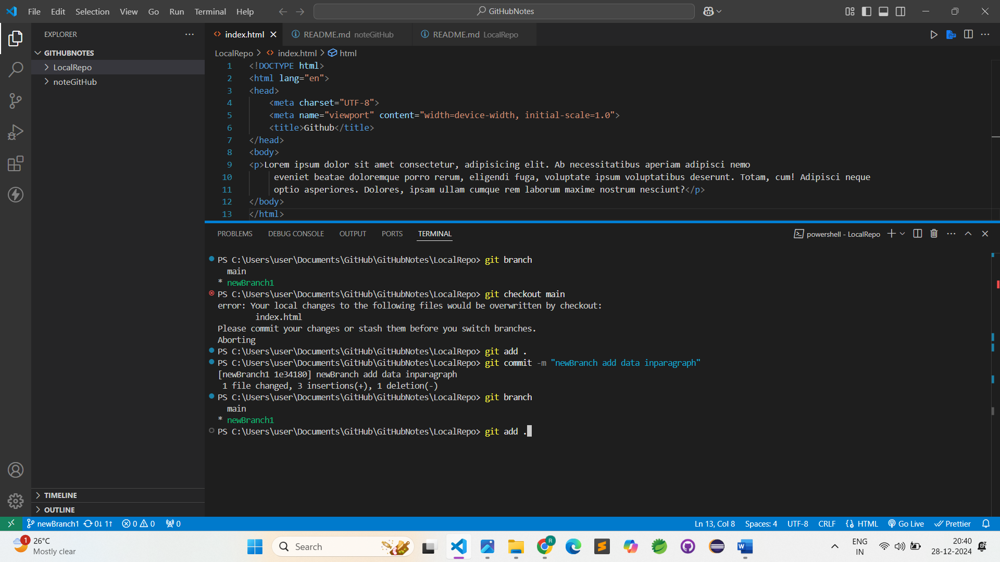 File Edit Selection View Go Run Terminal Help
GitHubNotes
EXPLORER
GITHUBNOTES
LocalRepo
noteGitHub
TIMELINE
OUTLINE
index.html README.md noteGitHub README.md LocalRepo
LocalRepo > index.html > html
1 <!DOCTYPE html>
2 <html lang="en">
3 <head>
4 <meta charset="UTF-8">
5 <meta name="viewport" content="width=device-width, initial-scale=1.0">
6 <title>Github</title>
7 </head>
8 <body>
9 <p>Lorem ipsum dolor sit amet consectetur, adipisicing elit. Ab necessitatibus aperiam adipisci nemo
10 eveniet beatae doloremque porro rerum, eligendi fuga, voluptate ipsum voluptatibus deserunt. Totam, cum! Adipisci neque
11 optio asperiores. Dolores, ipsam ullam cumque rem laborum maxime nostrum nesciunt?</p>
12 </body>
13 </html>
PROBLEMS DEBUG CONSOLE OUTPUT PORTS TERMINAL
powershell - LocalRepo
PS C:\Users\user\Documents\GitHub\GitHubNotes\LocalRepo> git branch
main
* newBranch1
PS C:\Users\user\Documents\GitHub\GitHubNotes\LocalRepo> git checkout main
error: Your local changes to the following files would be overwritten by checkout:
index.html
Please commit your changes or stash them before you switch branches.
Aborting
PS C:\Users\user\Documents\GitHub\GitHubNotes\LocalRepo> git add .
PS C:\Users\user\Documents\GitHub\GitHubNotes\LocalRepo> git commit -m "newBranch add data inparagraph"
[newBranch1 1e34180] newBranch add data inparagraph
1 file changed, 3 insertions(+), 1 deletion(-)
PS C:\Users\user\Documents\GitHub\GitHubNotes\LocalRepo> git branch
main
* newBranch1
PS C:\Users\user\Documents\GitHub\GitHubNotes\LocalRepo> git add .
newBranch1 0↓ 1↑ 0 0 0
Ln 13, Col 8 Spaces: 4 UTF-8 CRLF HTML Go Live Prettier
1
26°C
Mostly clear
Search
R
ENG
IN
20:40
28-12-2024